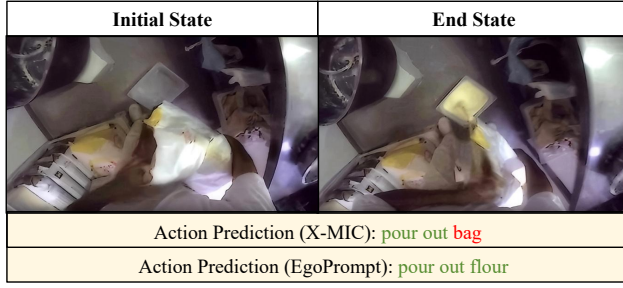 Initial State
End State
Action Prediction (X-MIC): pour out bag
Action Prediction (EgoPrompt): pour out flour